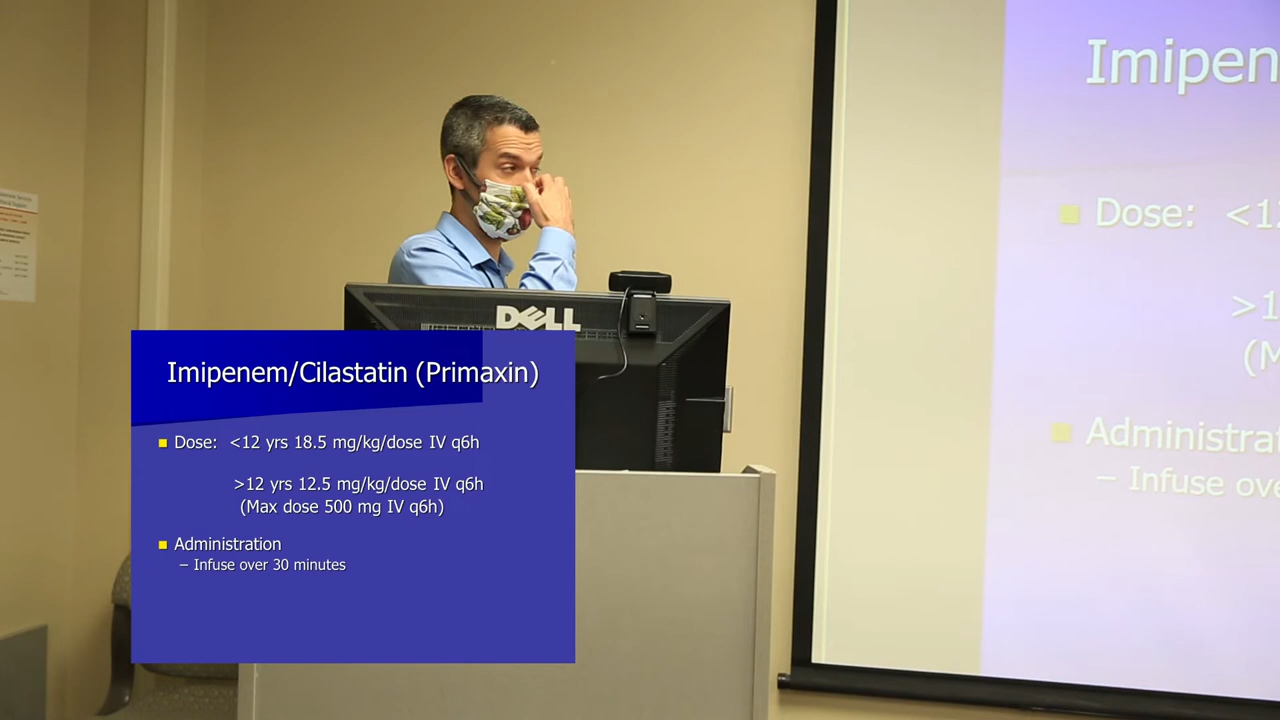 DELL
Imipenem/Cilastatin (Primaxin)
Dose: <12 yrs 18.5 mg/kg/dose IV q6h
>12 yrs 12.5 mg/kg/dose IV q6h
(Max dose 500 mg IV q6h)
Administration
– Infuse over 30 minutes
Imipen
Dose: <1
>1
(M
Administra
– Infuse ove